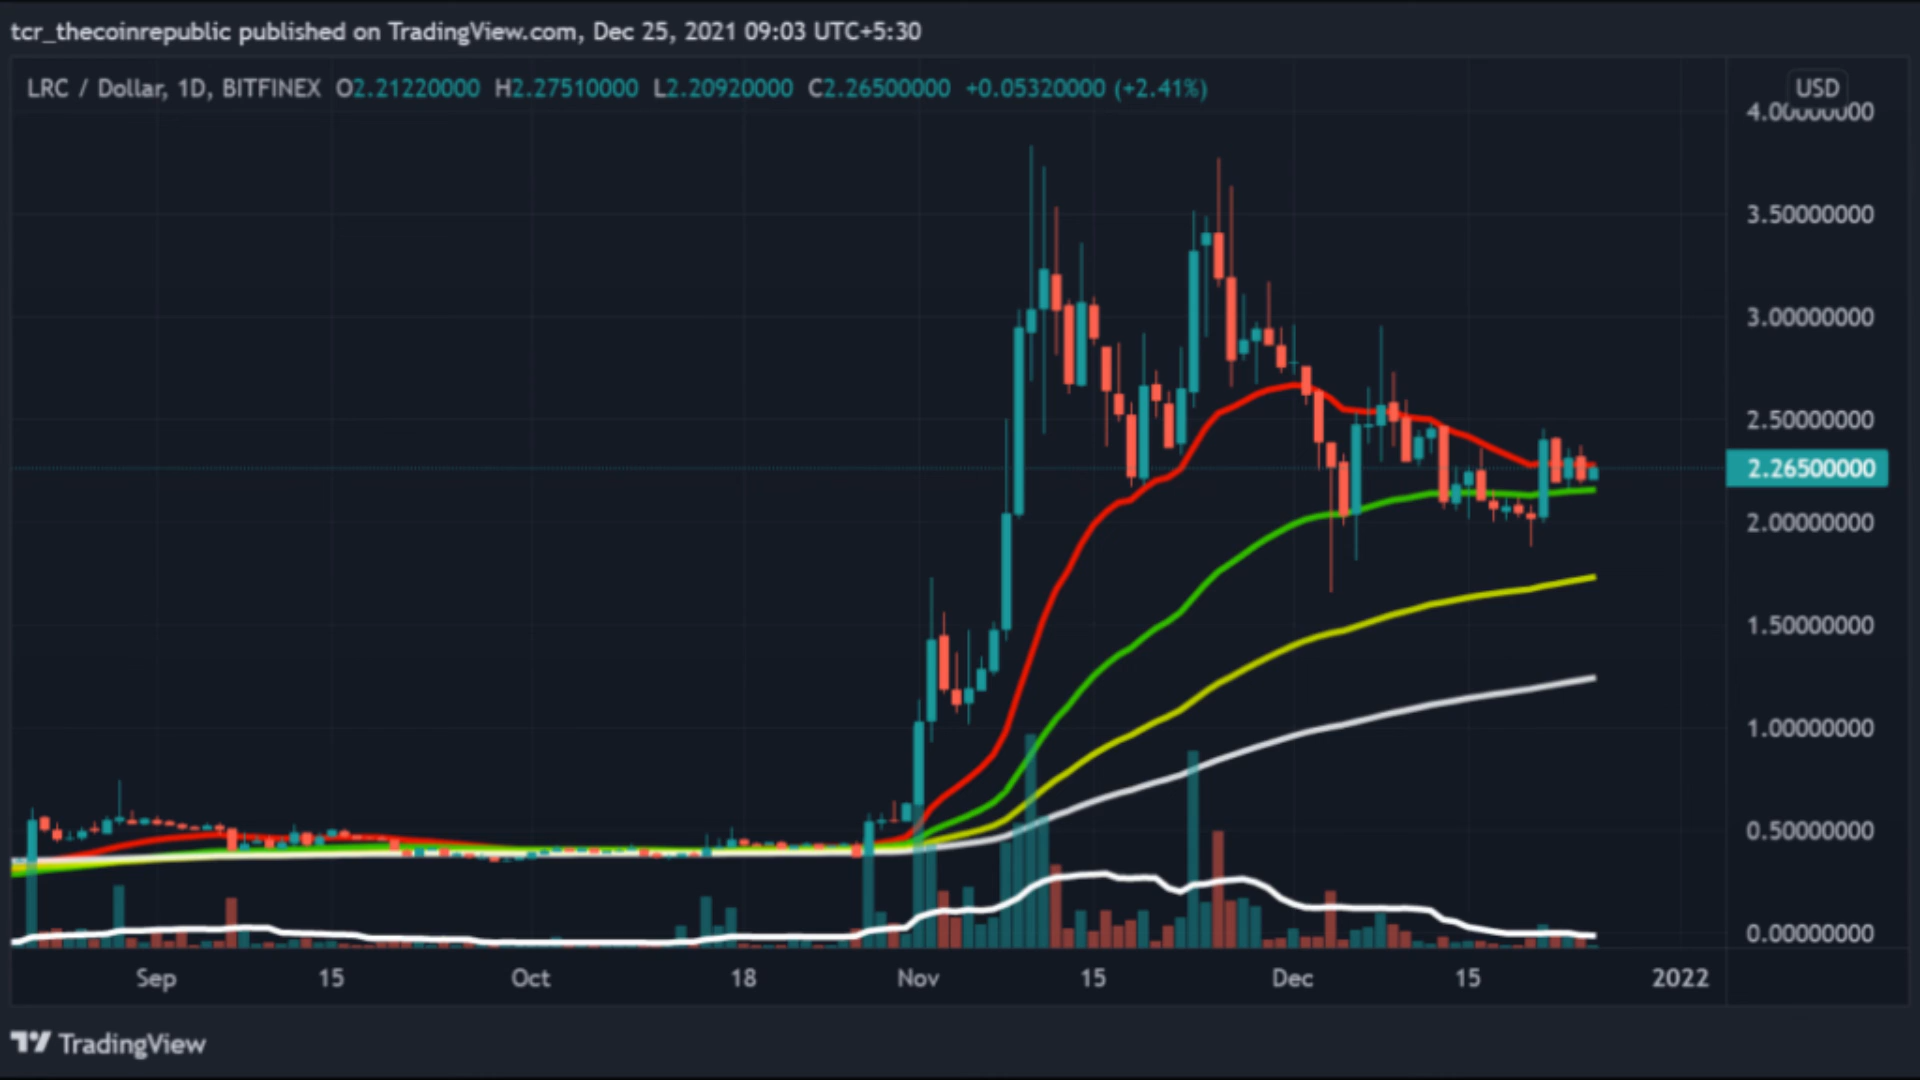 tcr_thecoinrepublic published on TradingView.com, Dec 25, 2021 09:03 UTC+5:30
LRC / Dollar, 1D, BITFINEX O2.21220000 H2.27510000 L2.20920000 C2.26500000 +0.05320000 (+2.41%)
USD
4.00000000
3.50000000
3.00000000
2.50000000
2.26500000
2.00000000
1.50000000
1.00000000
0.50000000
0.00000000
Sep 15 Oct 18 Nov 15 Dec 15 2022
TradingView